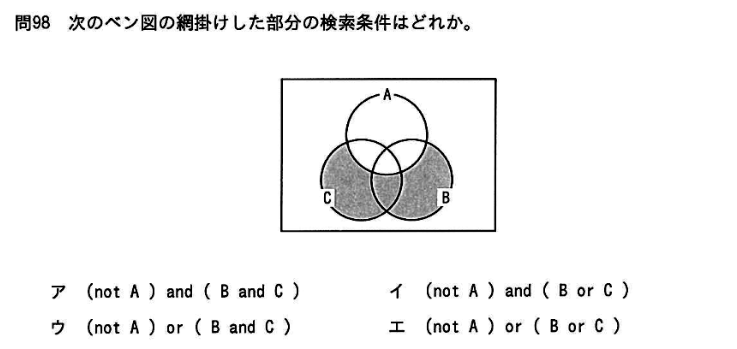 問98　次のベン図の網掛けした部分の検索条件はどれか。
A
C
B
ア　(not A ) and ( B and C )　イ　(not A ) and ( B or C )
ウ　(not A ) or ( B and C )　エ　(not A ) or ( B or C )